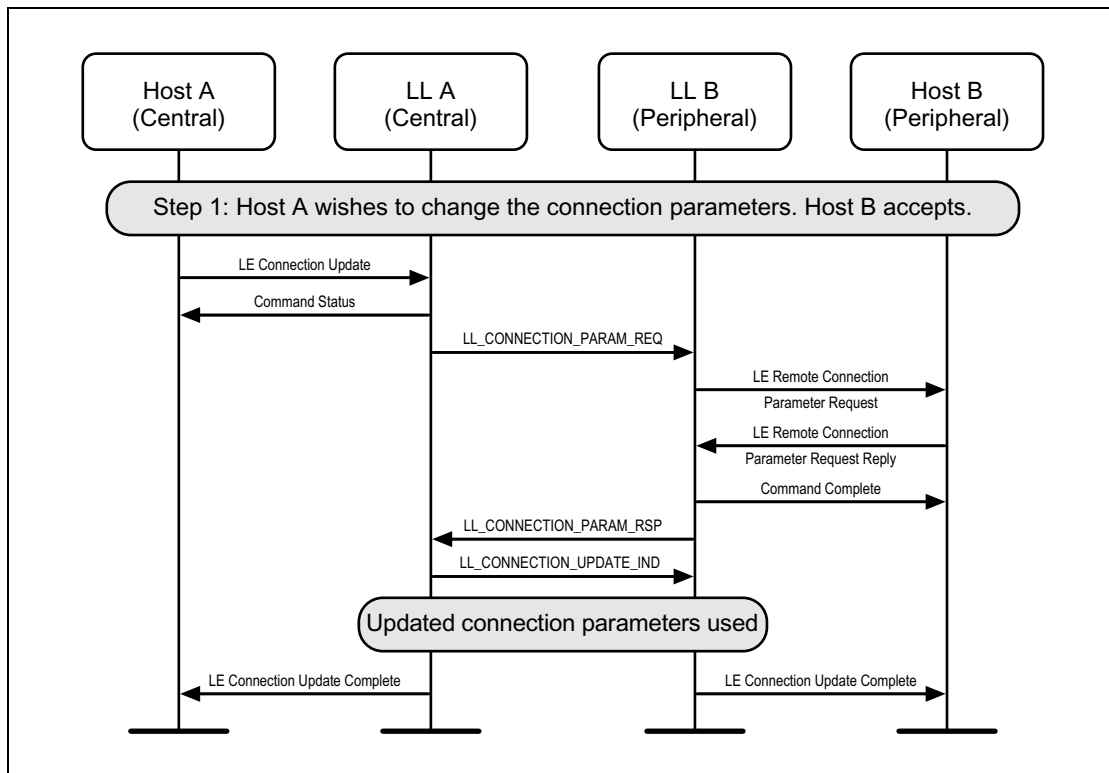 Host A
(Central)
LL A
(Central)
LL B
(Peripheral)
Host B
(Peripheral)
Step 1: Host A wishes to change the connection parameters. Host B accepts.
LE Connection Update
Command Status
LL_CONNECTION_PARAM_REQ
LE Remote Connection
Parameter Request
LE Remote Connection
Parameter Request Reply
Command Complete
LL_CONNECTION_PARAM_RSP
LL_CONNECTION_UPDATE_IND
Updated connection parameters used
LE Connection Update Complete
LE Connection Update Complete